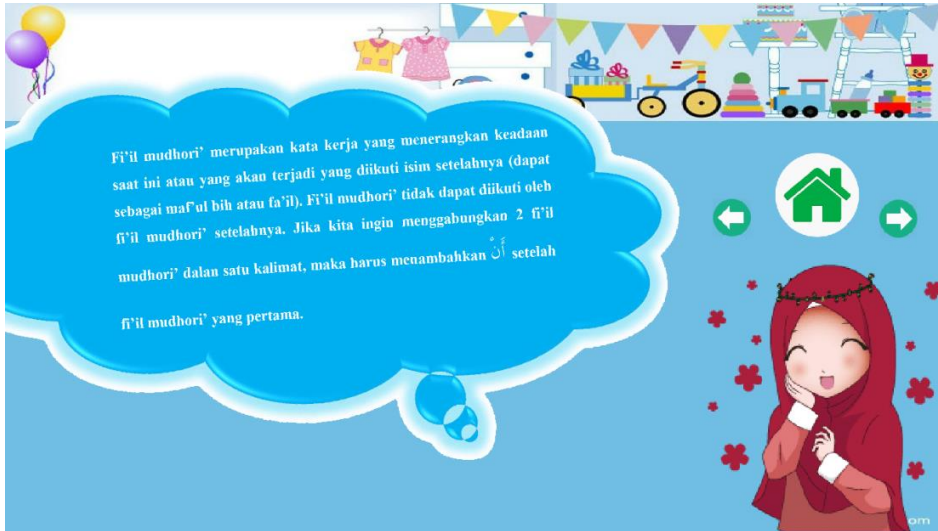 Fi’il mudhori’ merupakan kata kerja yang menerangkan keadaan
saat ini atau yang akan terjadi yang diikuti isim setelahnya (dapat
sebagai maf’ul bih atau fa’il). Fi’il mudhori’ tidak dapat diikuti oleh
fi’il mudhori’ setelahnya. Jika kita ingin menggabungkan 2 fi’il
mudhori’ dalan satu kalimat, maka harus menambahkan أَنْ setelah
fi’il mudhori’ yang pertama.
om